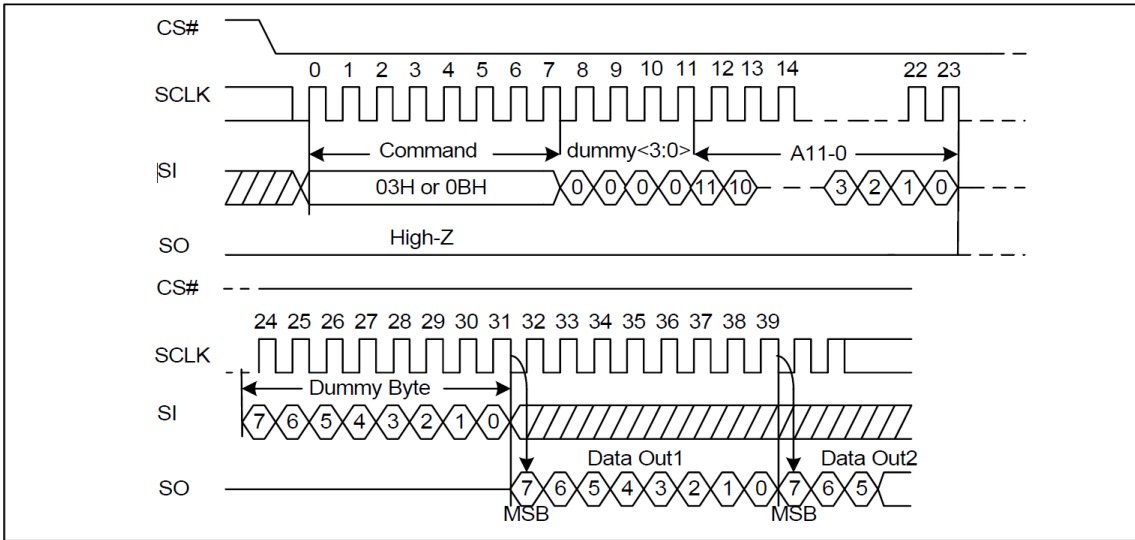 CS#
0 1 2 3 4 5 6 7 8 9 10 11 12 13 14 22 23
SCLK
Command dummy<3:0> A11-0
SI
03H or 0BH 0 0 0 0 11 10 3 2 1 0
High-Z
SO
CS#
24 25 26 27 28 29 30 31 32 33 34 35 36 37 38 39
SCLK
Dummy Byte
SI
7 6 5 4 3 2 1 0
Data Out1 Data Out2
SO
7 6 5 4 3 2 1 0 7 6 5
MSB MSB